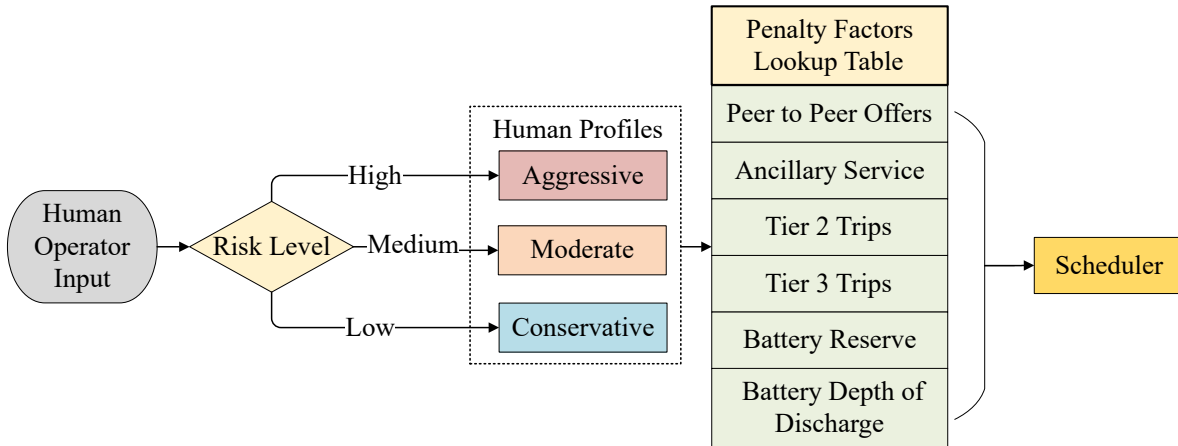 Human
Operator
Input
Risk Level
High
Medium
Low
Human Profiles
Aggressive
Moderate
Conservative
Penalty Factors
Lookup Table
Peer to Peer Offers
Ancillary Service
Tier 2 Trips
Tier 3 Trips
Battery Reserve
Battery Depth of
Discharge
Scheduler